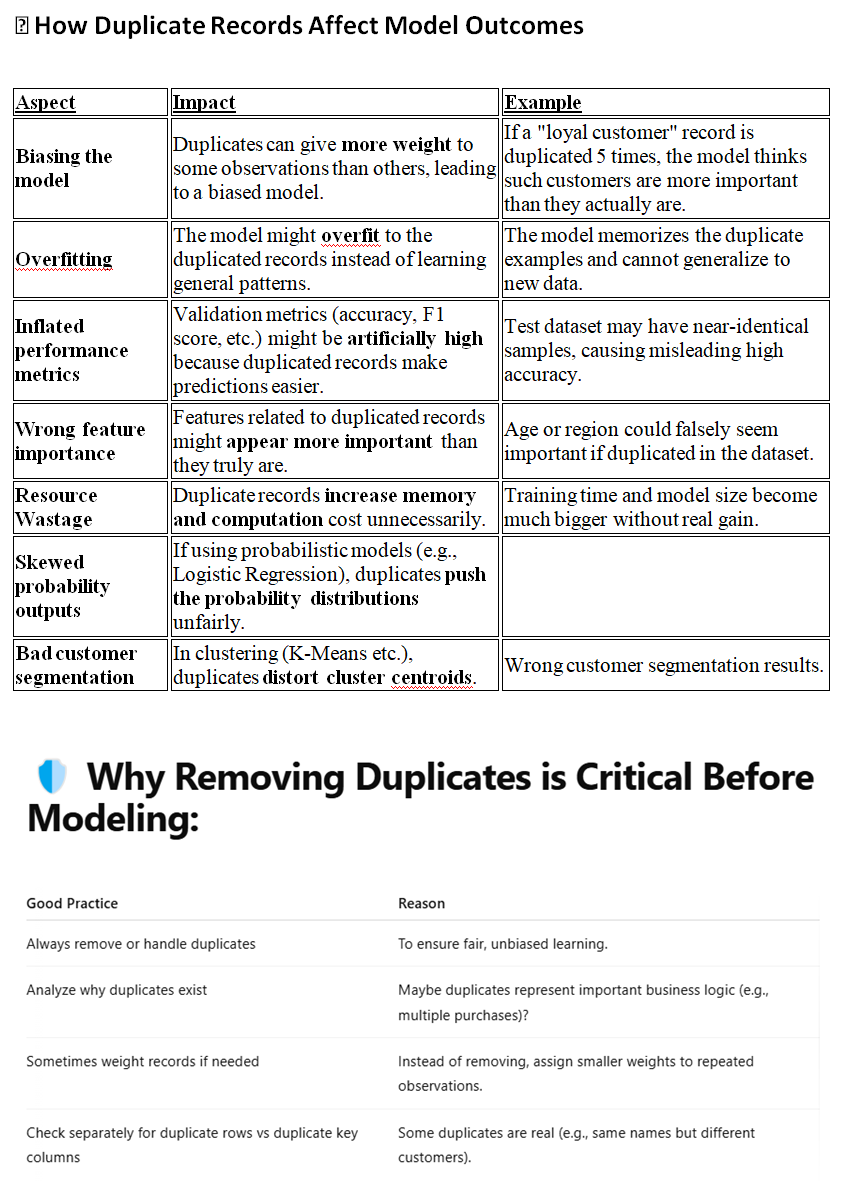 How Duplicate Records Affect Model Outcomes
Aspect
Impact
Example
Biasing the
model
Duplicates can give more weight to
some observations than others, leading
to a biased model.
If a "loyal customer" record is
duplicated 5 times, the model thinks
such customers are more important
than they actually are.
Overfitting
The model might overfit to the
duplicated records instead of learning
general patterns.
The model memorizes the duplicate
examples and cannot generalize to
new data.
Inflated
performance
metrics
Validation metrics (accuracy, F1
score, etc.) might be artificially high
because duplicated records make
predictions easier.
Test dataset may have near-identical
samples, causing misleading high
accuracy.
Wrong feature
importance
Features related to duplicated records
might appear more important than
they truly are.
Age or region could falsely seem
important if duplicated in the dataset.
Resource
Wastage
Duplicate records increase memory
and computation cost unnecessarily.
Training time and model size become
much bigger without real gain.
Skewed
probability
outputs
If using probabilistic models (e.g.,
Logistic Regression), duplicates push
the probability distributions
unfairly.
Bad customer
segmentation
In clustering (K-Means etc.),
duplicates distort cluster centroids.
Wrong customer segmentation results.
Why Removing Duplicates is Critical Before
Modeling:
Good Practice
Reason
Always remove or handle duplicates
To ensure fair, unbiased learning.
Analyze why duplicates exist
Maybe duplicates represent important business logic (e.g.,
multiple purchases)?
Sometimes weight records if needed
Instead of removing, assign smaller weights to repeated
observations.
Check separately for duplicate rows vs duplicate key
columns
Some duplicates are real (e.g., same names but different
customers).